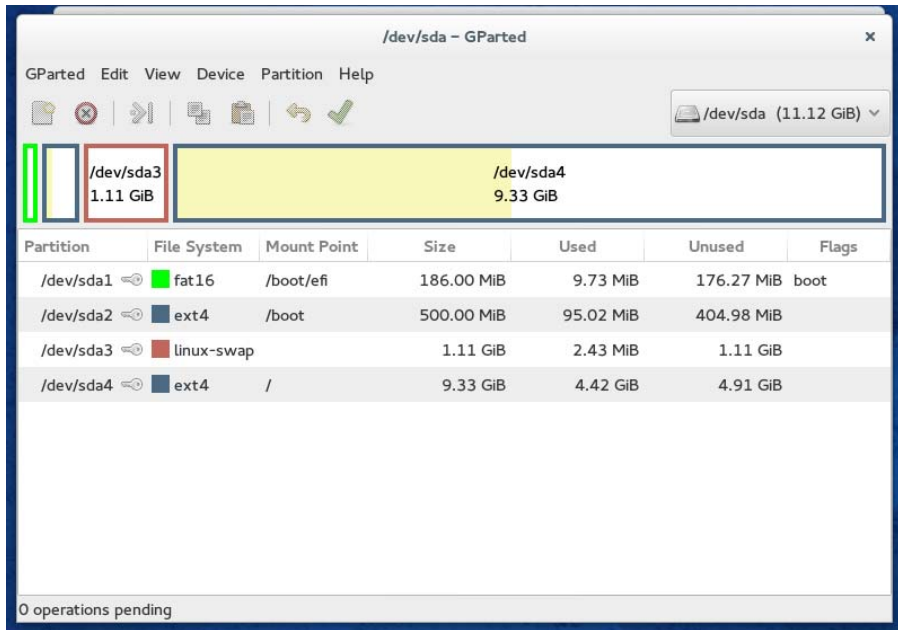 /dev/sda – GParted
GParted Edit View Device Partition Help
/dev/sda (11.12 GiB)
/dev/sda3 /dev/sda4
1.11 GiB 9.33 GiB
Partition File System Mount Point Size Used Unused Flags
/dev/sda1 fat16 /boot/efi 186.00 MiB 9.73 MiB 176.27 MiB boot
/dev/sda2 ext4 /boot 500.00 MiB 95.02 MiB 404.98 MiB
/dev/sda3 linux-swap 1.11 GiB 2.43 MiB 1.11 GiB
/dev/sda4 ext4 / 9.33 GiB 4.42 GiB 4.91 GiB
0 operations pending